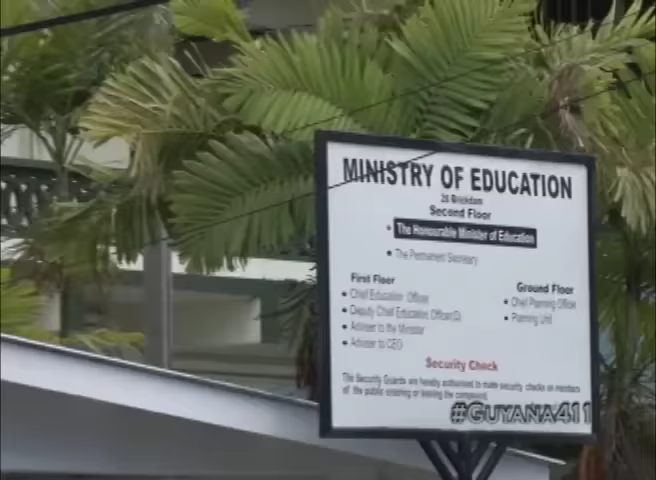 MINISTRY OF EDUCATION
26 Brickdam
Second Floor
• The Honourable Minister of Education
• The Permanent Secretary
First Floor
• Chief Education Officer
• Deputy Chief Education Officer(s)
• Adviser to the Minister
• Adviser to CEO
Ground Floor
• Chief Planning Officer
• Planning Unit
Security Check
The Security Guards are hereby authorised to make security checks on members
of the public entering or leaving the compound.
#GUYANA411